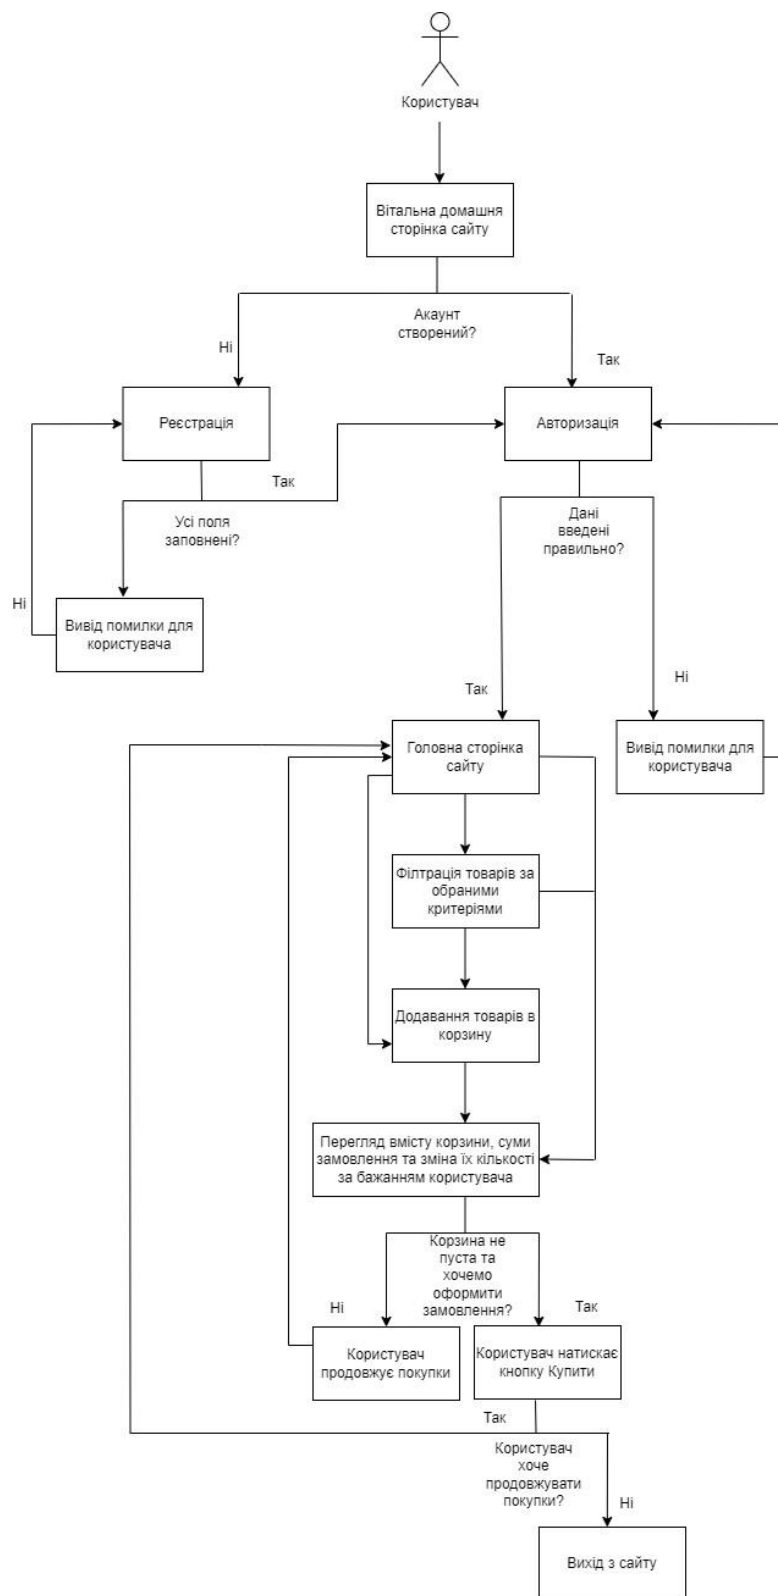 Користувач
Вітальна домашня
сторінка сайту
Акаунт
створений?
Ні
Так
Реєстрація
Авторизація
Так
Усі поля
заповнені?
Дані
введені
правильно?
Ні
Вивід помилки для
користувача
Так
Ні
Головна сторінка
сайту
Вивід помилки для
користувача
Філтрація товарів за
обраними
критеріями
Додавання товарів в
корзину
Перегляд вмісту корзини, суми
замовлення та зміна їх кількості
за бажанням користувача
Корзина не
пуста та
хочемо
оформити
замовлення?
Ні
Так
Користувач
продовжує покупки
Користувач натискає
кнопку Купити
Так
Користувач
хоче
продовжувати
покупки?
Ні
Вихід з сайту